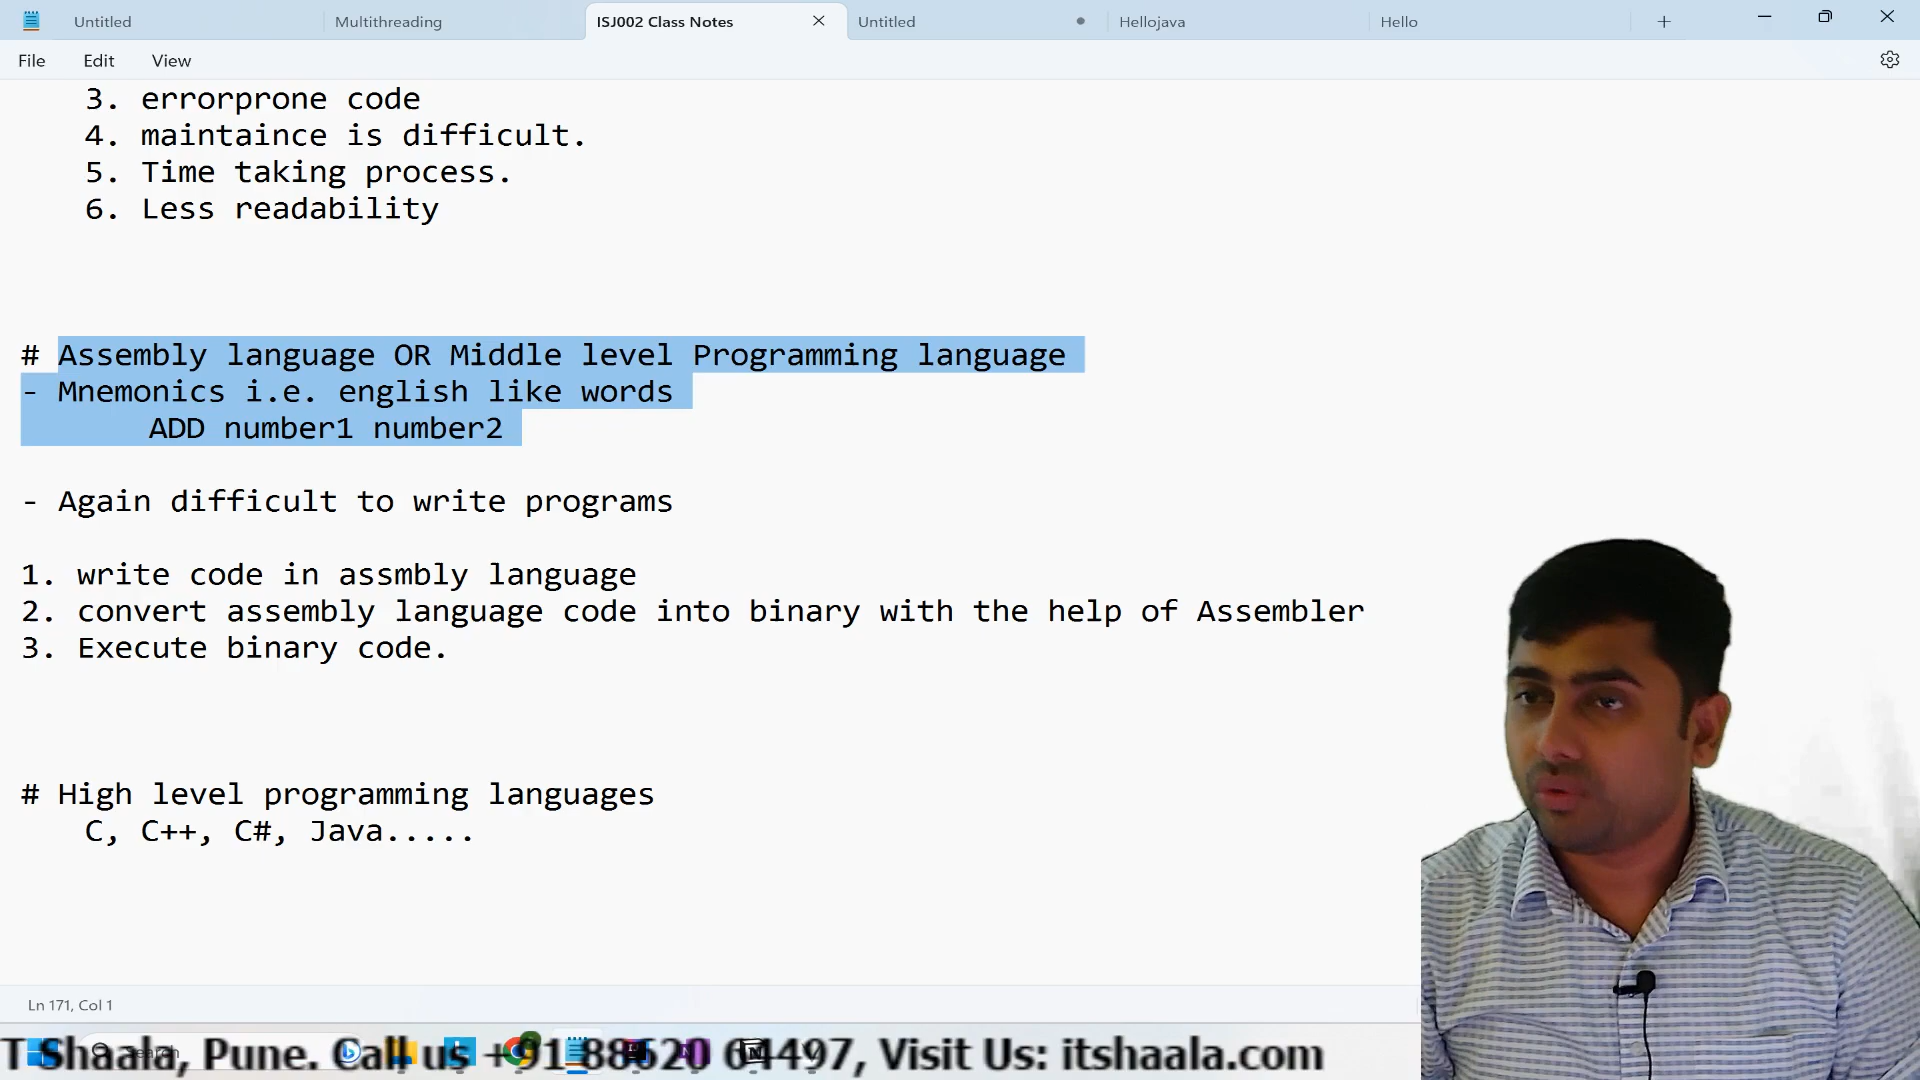 Untitled
Multithreading
ISJ002 Class Notes
Untitled
Hellojava
Hello
File
Edit
View
3. errorprone code
4. maintaince is difficult.
5. Time taking process.
6. Less readability
# Assembly language OR Middle level Programming language
- Mnemonics i.e. english like words
ADD number1 number2
- Again difficult to write programs
1. write code in assmbly language
2. convert assembly language code into binary with the help of Assembler
3. Execute binary code.
# High level programming languages
C, C++, C#, Java.....
Ln 171, Col 1
Search
T Shaala, Pune. Call us +91 88620 64497, Visit Us: itshaala.com